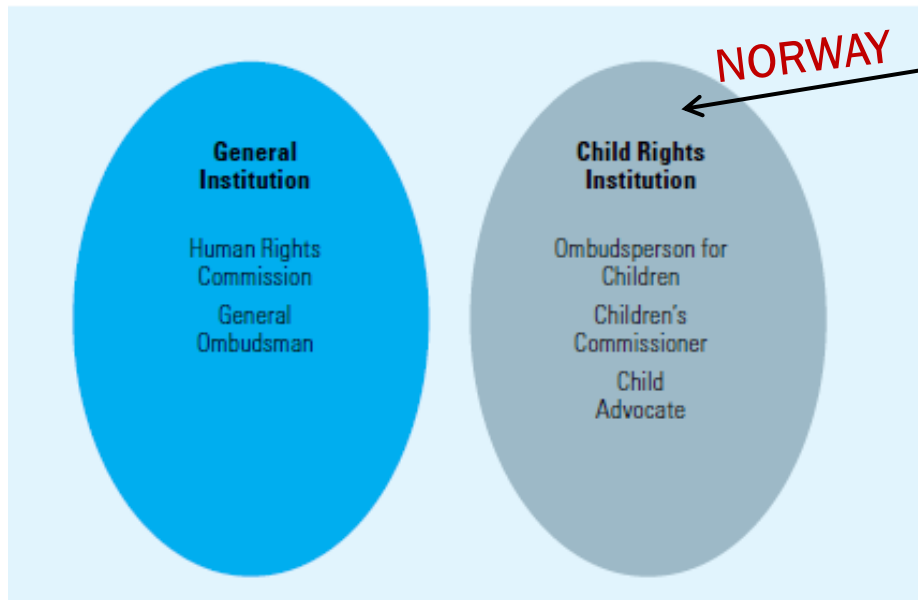 NORWAY
General
Institution
Human Rights
Commission
General
Ombudsman
Child Rights
Institution
Ombudsperson for
Children
Children's
Commissioner
Child
Advocate